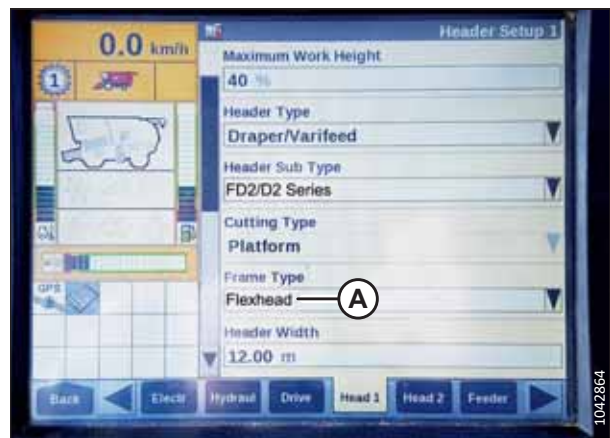 0.0 km/h
Header Setup 1
1
Maximum Work Height
40 %
Header Type
Draper/Varifeed
Header Sub Type
FD2/D2 Series
Cutting Type
Platform
Frame Type
Flexhead
A
GPS
Header Width
12.00 m
Back
Electr
Hydraul
Drive
Head 1
Head 2
Feeder
1042864